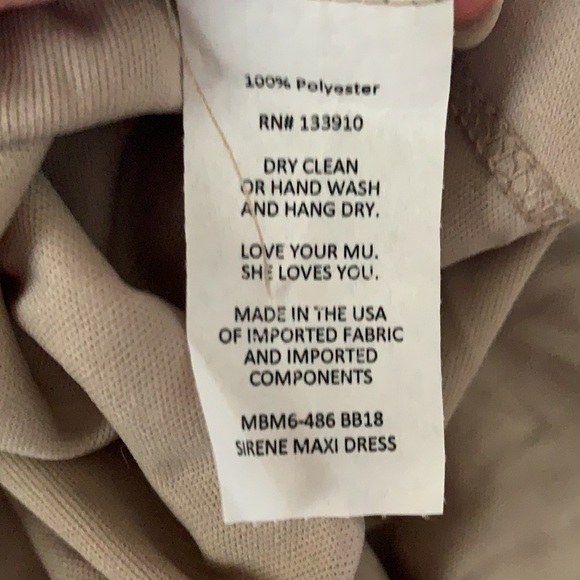 100% Polyester
RN# 133910
DRY CLEAN
OR HAND WASH
AND HANG DRY.
LOVE YOUR MU.
SHE LOVES YOU.
MADE IN THE USA
OF IMPORTED FABRIC
AND IMPORTED
COMPONENTS
MBM6-486 BB18
SIRENE MAXI DRESS